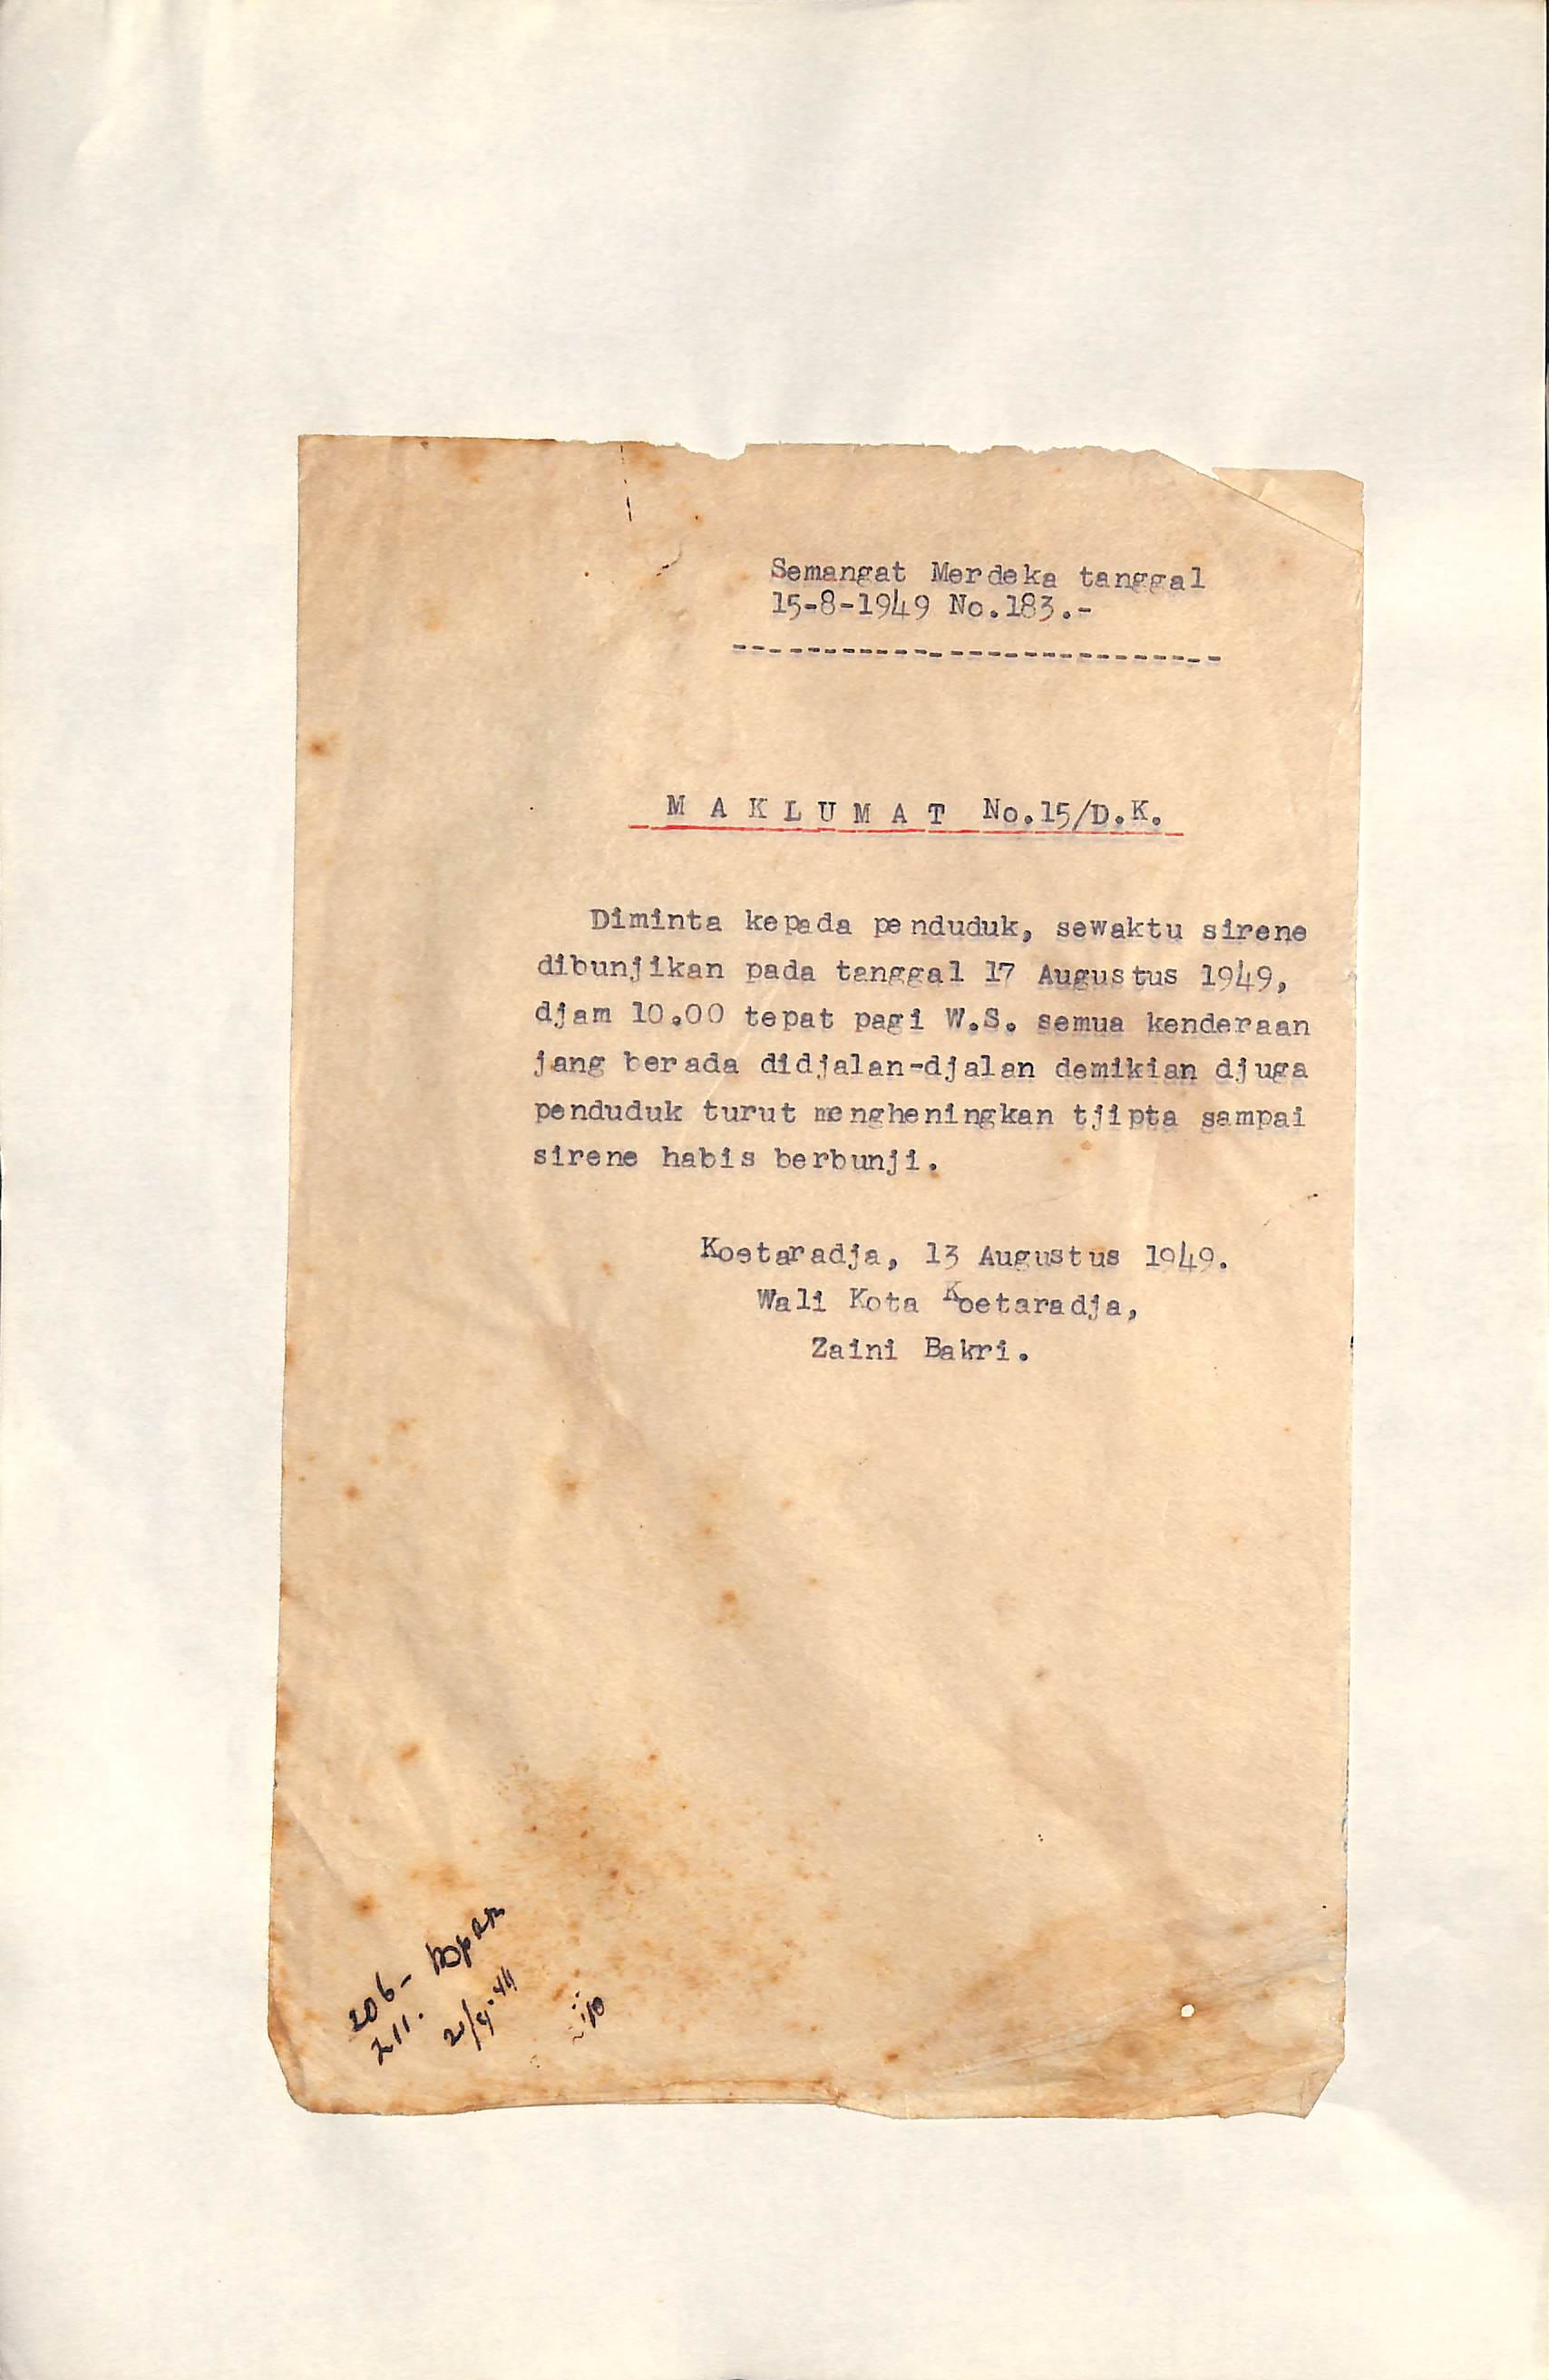 Semangat Merdeka tanggal
15-8-1949 No.183.-
---------------------------
M A K L U M A T No.15/D.K.
Diminta kepada penduduk, sewaktu sirene
dibunjikan pada tanggal 17 Augustus 1949,
djam 10.00 tepat pagi W.S. semua kenderaan
jang berada didjalan-djalan demikian djuga
penduduk turut mengheningkan tjipta sampai
sirene habis berbunji.
Koetaradja, 13 Augustus 1949.
Wali Kota Koetaradja,
Zaini Bakri.
206-
211.